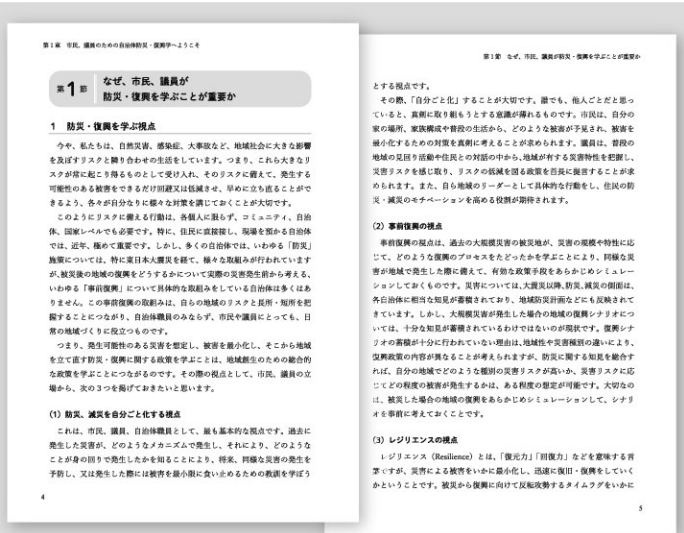 第1章 市民、議員のための自治体防災・復興学へようこそ
第1節
なぜ、市民、議員が
防災・復興を学ぶことが重要か
1 防災・復興を学ぶ視点
今や、私たちは、自然災害、感染症、大事故など、地域社会に大きな影響
を及ぼすリスクと隣り合わせの生活をしています。つまり、これら大きなリ
スクが常に起こり得るものとして受け入れ、そのリスクに備えて、発生する
可能性のある被害をできるだけ回避又は低減させ、早めに立ち直ることがで
きるよう、各々が自分なりに様々な対策を講じておくことが大切です。
このようにリスクに備える行動は、各個人に限らず、コミュニティ、自治
体、国家レベルでも必要です。特に、住民に直接接し、現場を預かる自治体
では、近年、極めて重要です。しかし、多くの自治体では、いわゆる「防災」
施策については、特に東日本大震災を経て、様々な取組みが行われています
が、被災後の地域の復興をどうするかについて実際の災害発生前から考える、
いわゆる「事前復興」について具体的な取組みをしている自治体は多くはあ
りません。この事前復興の取組みは、自らの地域のリスクと長所・短所を把
握することにつながり、自治体職員のみならず、市民や議員にとっても、日
常の地域づくりに役立つものです。
つまり、発生可能性のある災害を想定し、被害を最小化し、そこから地域
を立て直す防災・復興に関する政策を学ぶことは、地域創生のための総合的
な政策を学ぶことにつながるのです。その際の視点として、市民、議員の立
場から、次の3つを掲げておきたいと思います。
(1) 防災、減災を自分ごと化する視点
これは、市民、議員、自治体職員として、最も基本的な視点です。過去に
発生した災害が、どのようなメカニズムで発生し、それにより、どのような
ことが身の回りで発生したかを知ることにより、将来、同様な災害の発生を
予防し、又は発生した際には被害を最小限に食い止めるための教訓を学ぼう
4
第1節 なぜ、市民、議員が防災・復興を学ぶことが重要か
とする視点です。
その際、「自分ごと化」することが大切です。誰でも、他人ごとだと思っ
ていると、真剣に取り組もうとする意識が薄れるものです。市民は、自分の
家の場所、家族構成や普段の生活から、どのような被害が予見され、被害を
最小化するための対策を真剣に考えることが求められます。議員は、普段の
地域の見回り活動や住民との対話の中から、地域が有する災害特性を把握し、
災害リスクを感じ取り、リスクの低減を図る政策を首長に提言することが求
められます。また、自ら地域のリーダーとして具体的な行動をし、住民の防
災・減災のモチベーションを高める役割が期待されます。
(2) 事前復興の視点
事前復興の視点は、過去の大規模災害の被災地が、災害の規模や特性に応
じて、どのような復興のプロセスをたどったかを学ぶことにより、同様な災
害が地域で発生した際に備えて、有効な政策手段をあらかじめシミュレー
ションしておくものです。災害については、大震災以降、防災、減災の側面は、
各自治体に相当な知見が蓄積されており、地域防災計画などにも反映されて
きています。しかし、大規模災害が発生した場合の地域の復興シナリオにつ
いては、十分な知見が蓄積されているわけではないのが現状です。復興シナ
リオの蓄積が十分に行われていない理由は、地域性や災害種別の違いにより、
復興政策の内容が異なることが考えられますが、防災に関する知見を総合す
れば、自分の地域でどのような種別の災害リスクが高いか、災害リスクに応
じてどの程度の被害が発生するかは、ある程度の想定が可能です。大切なの
は、被災した場合の地域の復興をあらかじめシミュレーションして、シナリ
オを事前に考えておくことです。
(3) レジリエンスの視点
レジリエンス（Resilience）とは、「復元力」「回復力」などを意味する言
葉ですが、災害による被害をいかに最小化し、迅速に復旧・復興をしていく
かということです。被災から復興に向けて反転攻勢するタイムラグをいかに
5